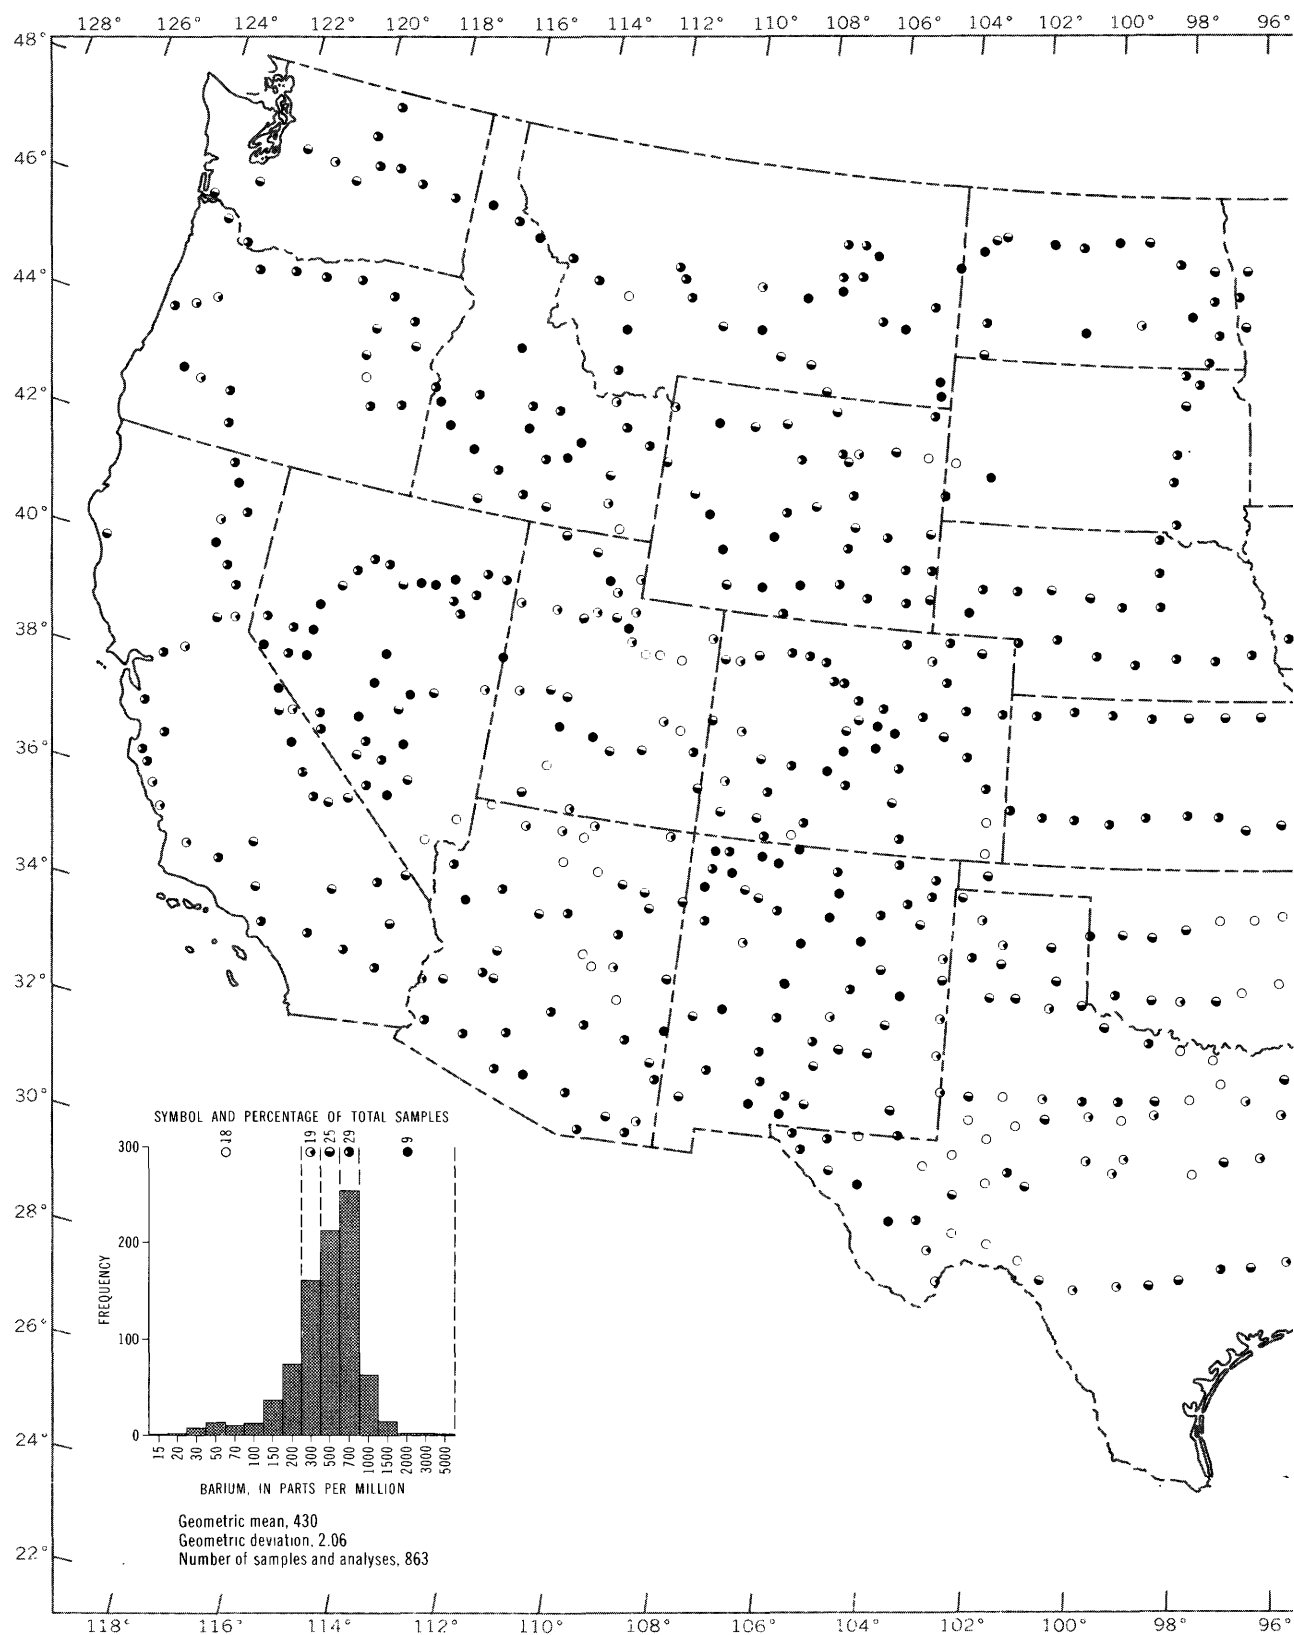 128° 126° 124° 122° 120° 118° 116° 114° 112° 110° 108° 106° 104° 102° 100° 98° 96°
48°
46°
44°
42°
40°
38°
36°
34°
32°
30°
28°
26°
24°
22°
SYMBOL AND PERCENTAGE OF TOTAL SAMPLES
18 19 25 29 9
300
200
100
0
FREQUENCY
15 20 30 50 70 100 150 200 300 500 700 1000 1500 2000 3000 5000
BARIUM, IN PARTS PER MILLION
Geometric mean, 430
Geometric deviation, 2.06
Number of samples and analyses, 863
118° 116° 114° 112° 110° 108° 106° 104° 102° 100° 98° 96°